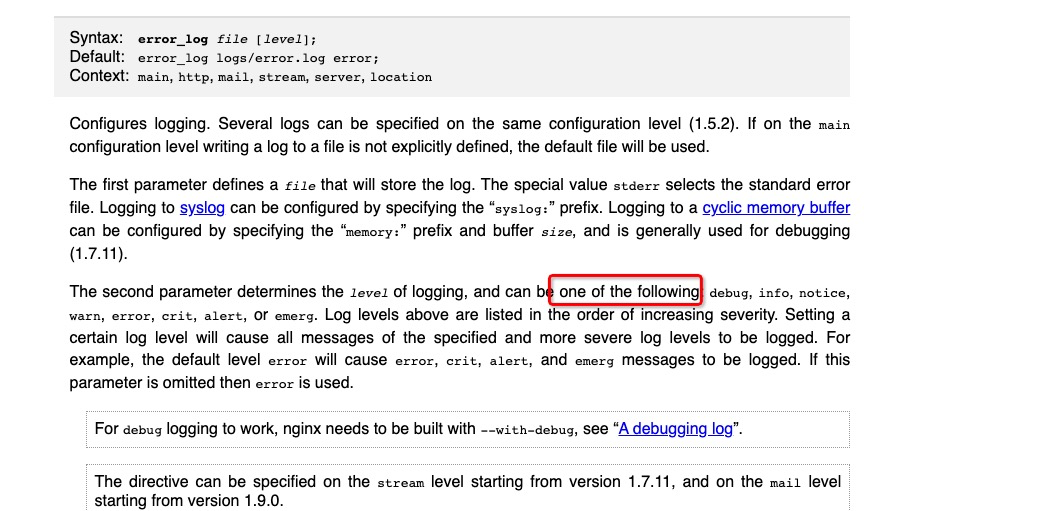 Syntax: error_log file [level];
Default: error_log logs/error.log error;
Context: main, http, mail, stream, server, location
Configures logging. Several logs can be specified on the same configuration level (1.5.2). If on the main
configuration level writing a log to a file is not explicitly defined, the default file will be used.
The first parameter defines a file that will store the log. The special value stderr selects the standard error
file. Logging to syslog can be configured by specifying the “syslog:” prefix. Logging to a cyclic memory buffer
can be configured by specifying the “memory:” prefix and buffer size, and is generally used for debugging
(1.7.11).
The second parameter determines the level of logging, and can be one of the following: debug, info, notice,
warn, error, crit, alert, or emerg. Log levels above are listed in the order of increasing severity. Setting a
certain log level will cause all messages of the specified and more severe log levels to be logged. For
example, the default level error will cause error, crit, alert, and emerg messages to be logged. If this
parameter is omitted then error is used.
For debug logging to work, nginx needs to be built with --with-debug, see “A debugging log”.
The directive can be specified on the stream level starting from version 1.7.11, and on the mail level
starting from version 1.9.0.